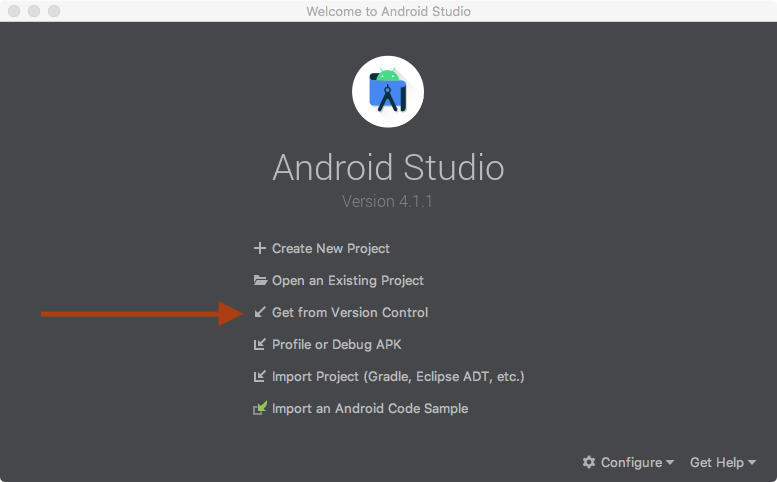 Welcome to Android Studio
Android Studio
Version 4.1.1
Create New Project
Open an Existing Project
Get from Version Control
Profile or Debug APK
Import Project (Gradle, Eclipse ADT, etc.)
Import an Android Code Sample
Configure Get Help